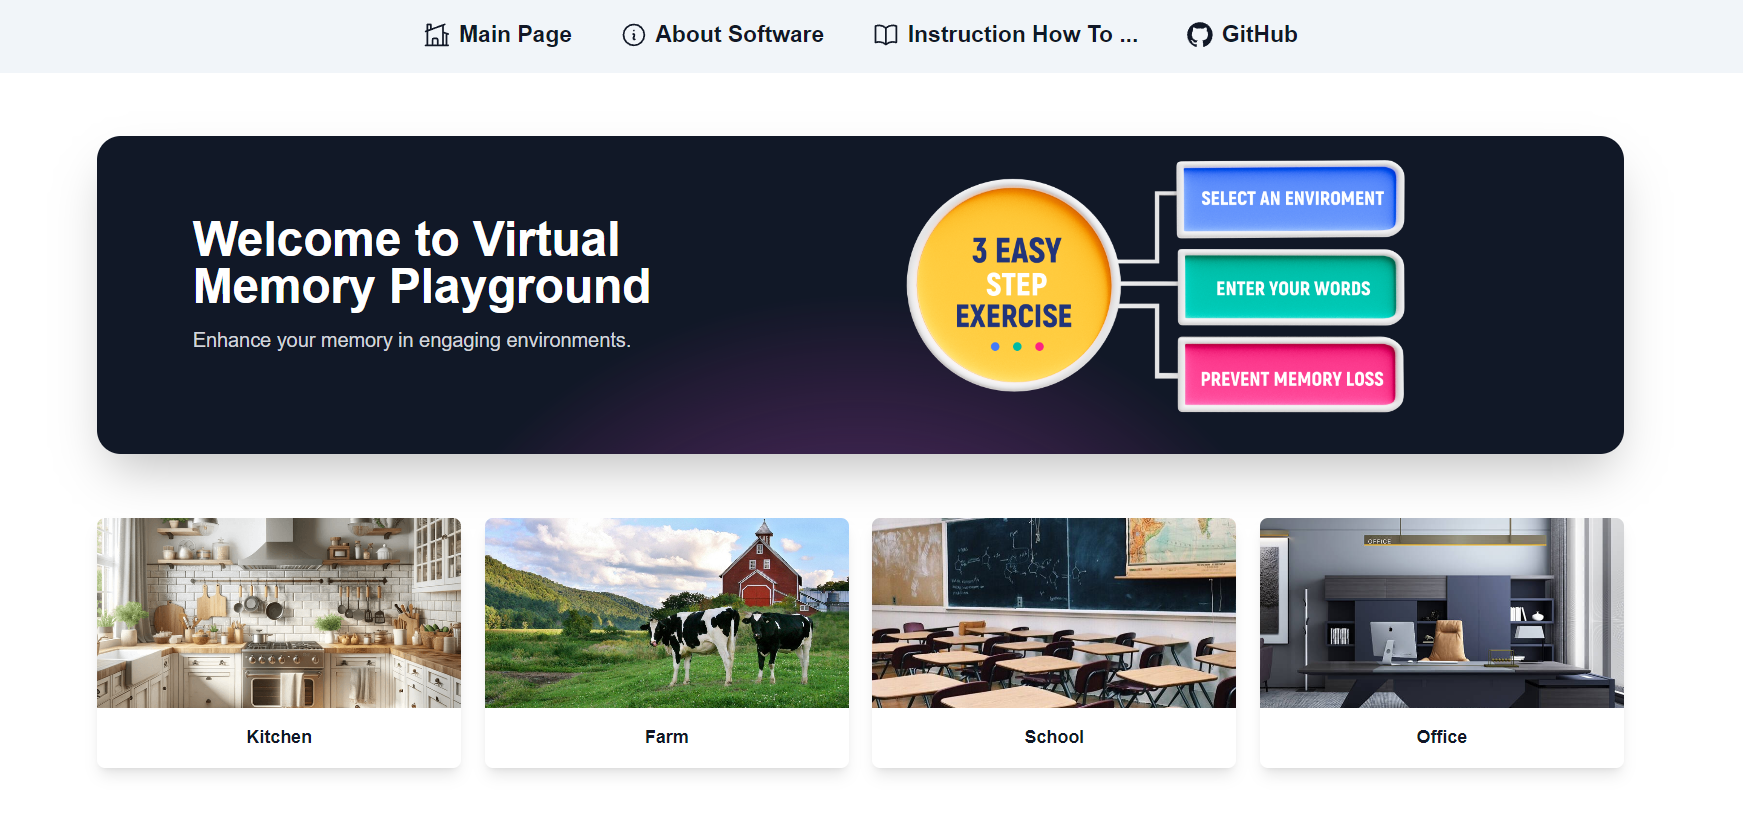 Main Page
About Software
Instruction How To ...
GitHub
Welcome to Virtual
Memory Playground
Enhance your memory in engaging environments.
3 EASY
STEP
EXERCISE
SELECT AN ENVIROMENT
ENTER YOUR WORDS
PREVENT MEMORY LOSS
OFFICE
Kitchen
Farm
School
Office